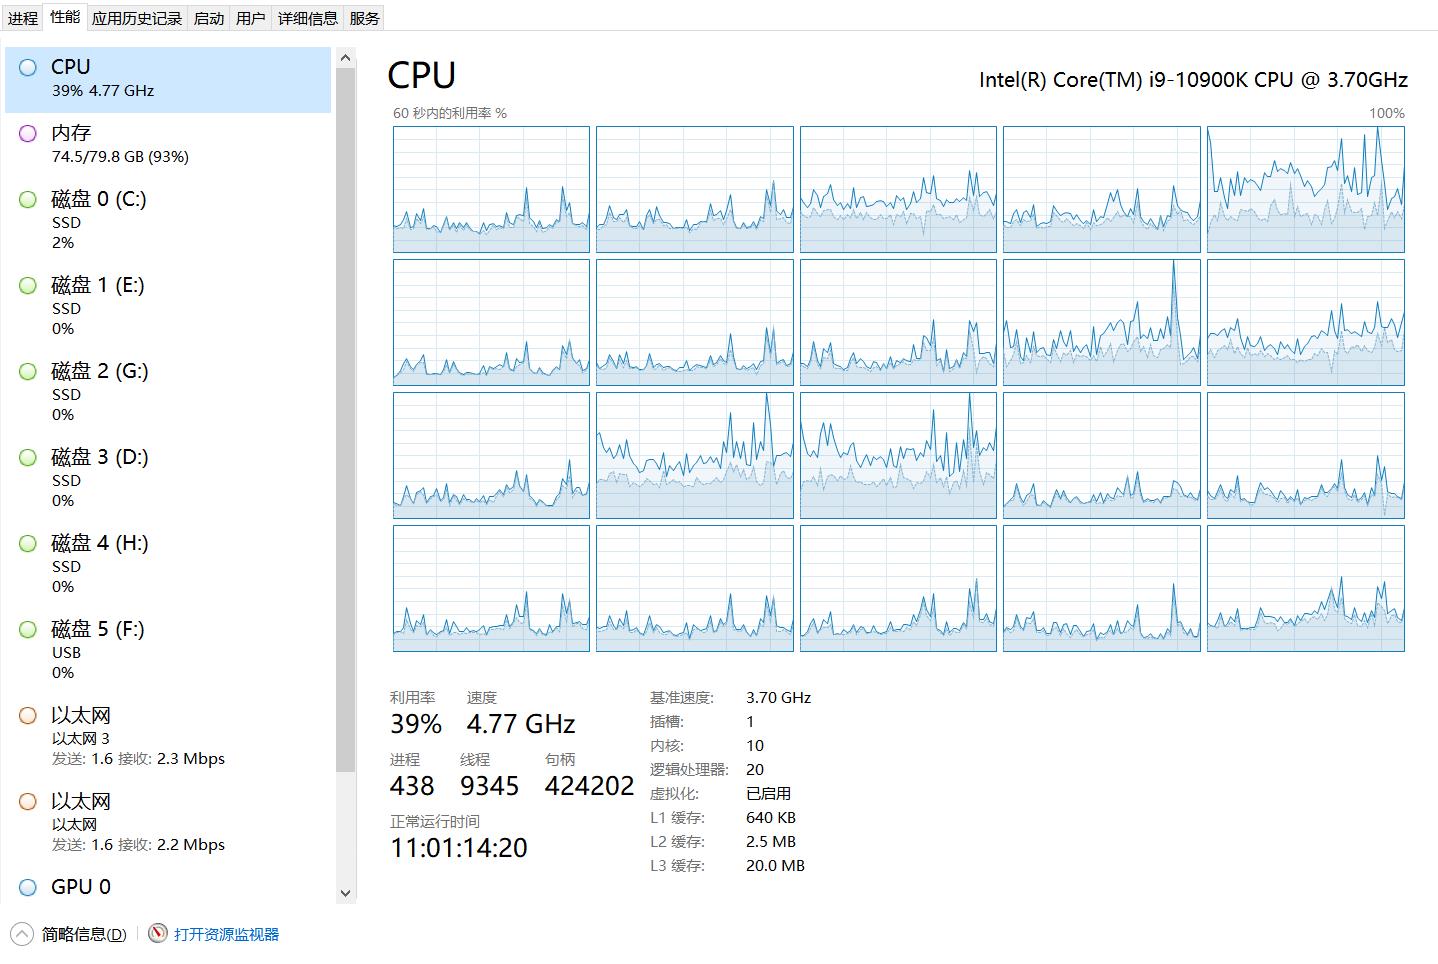 进程 性能 应用历史记录 启动 用户 详细信息 服务
CPU
39% 4.77 GHz
内存
74.5/79.8 GB (93%)
磁盘 0 (C:)
SSD
2%
磁盘 1 (E:)
SSD
0%
磁盘 2 (G:)
SSD
0%
磁盘 3 (D:)
SSD
0%
磁盘 4 (H:)
SSD
0%
磁盘 5 (F:)
USB
0%
以太网
以太网 3
发送: 1.6 接收: 2.3 Mbps
以太网
以太网
发送: 1.6 接收: 2.2 Mbps
GPU 0
CPU
Intel(R) Core(TM) i9-10900K CPU @ 3.70GHz
60 秒内的利用率 %
100%
利用率 速度
39% 4.77 GHz
进程 线程 句柄
438 9345 424202
正常运行时间
11:01:14:20
基准速度: 3.70 GHz
插槽: 1
内核: 10
逻辑处理器: 20
虚拟化: 已启用
L1 缓存: 640 KB
L2 缓存: 2.5 MB
L3 缓存: 20.0 MB
简略信息(D)
打开资源监视器